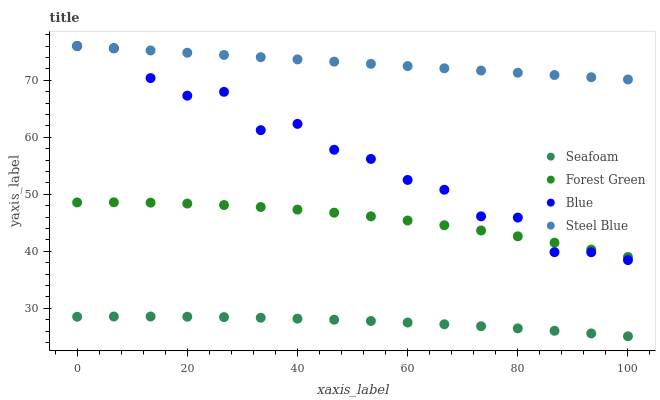 title
yaxis_label
70
60
50
40
30
0
20
40
60
80
100
xaxis_label
Seafoam
Forest Green
Blue
Steel Blue